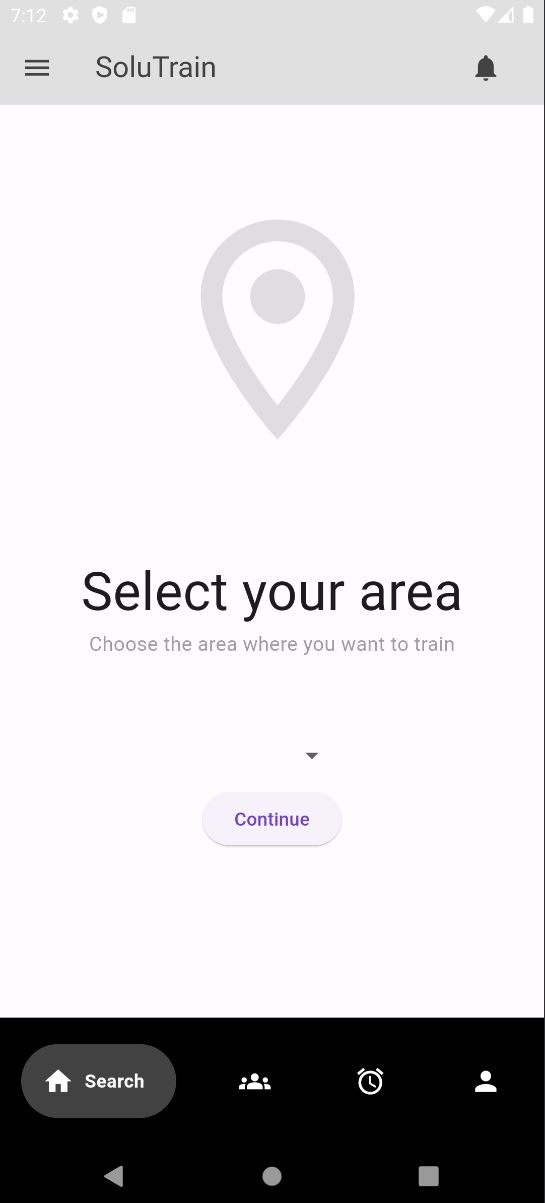 7:12
SoluTrain
Select your area
Choose the area where you want to train
Continue
Search